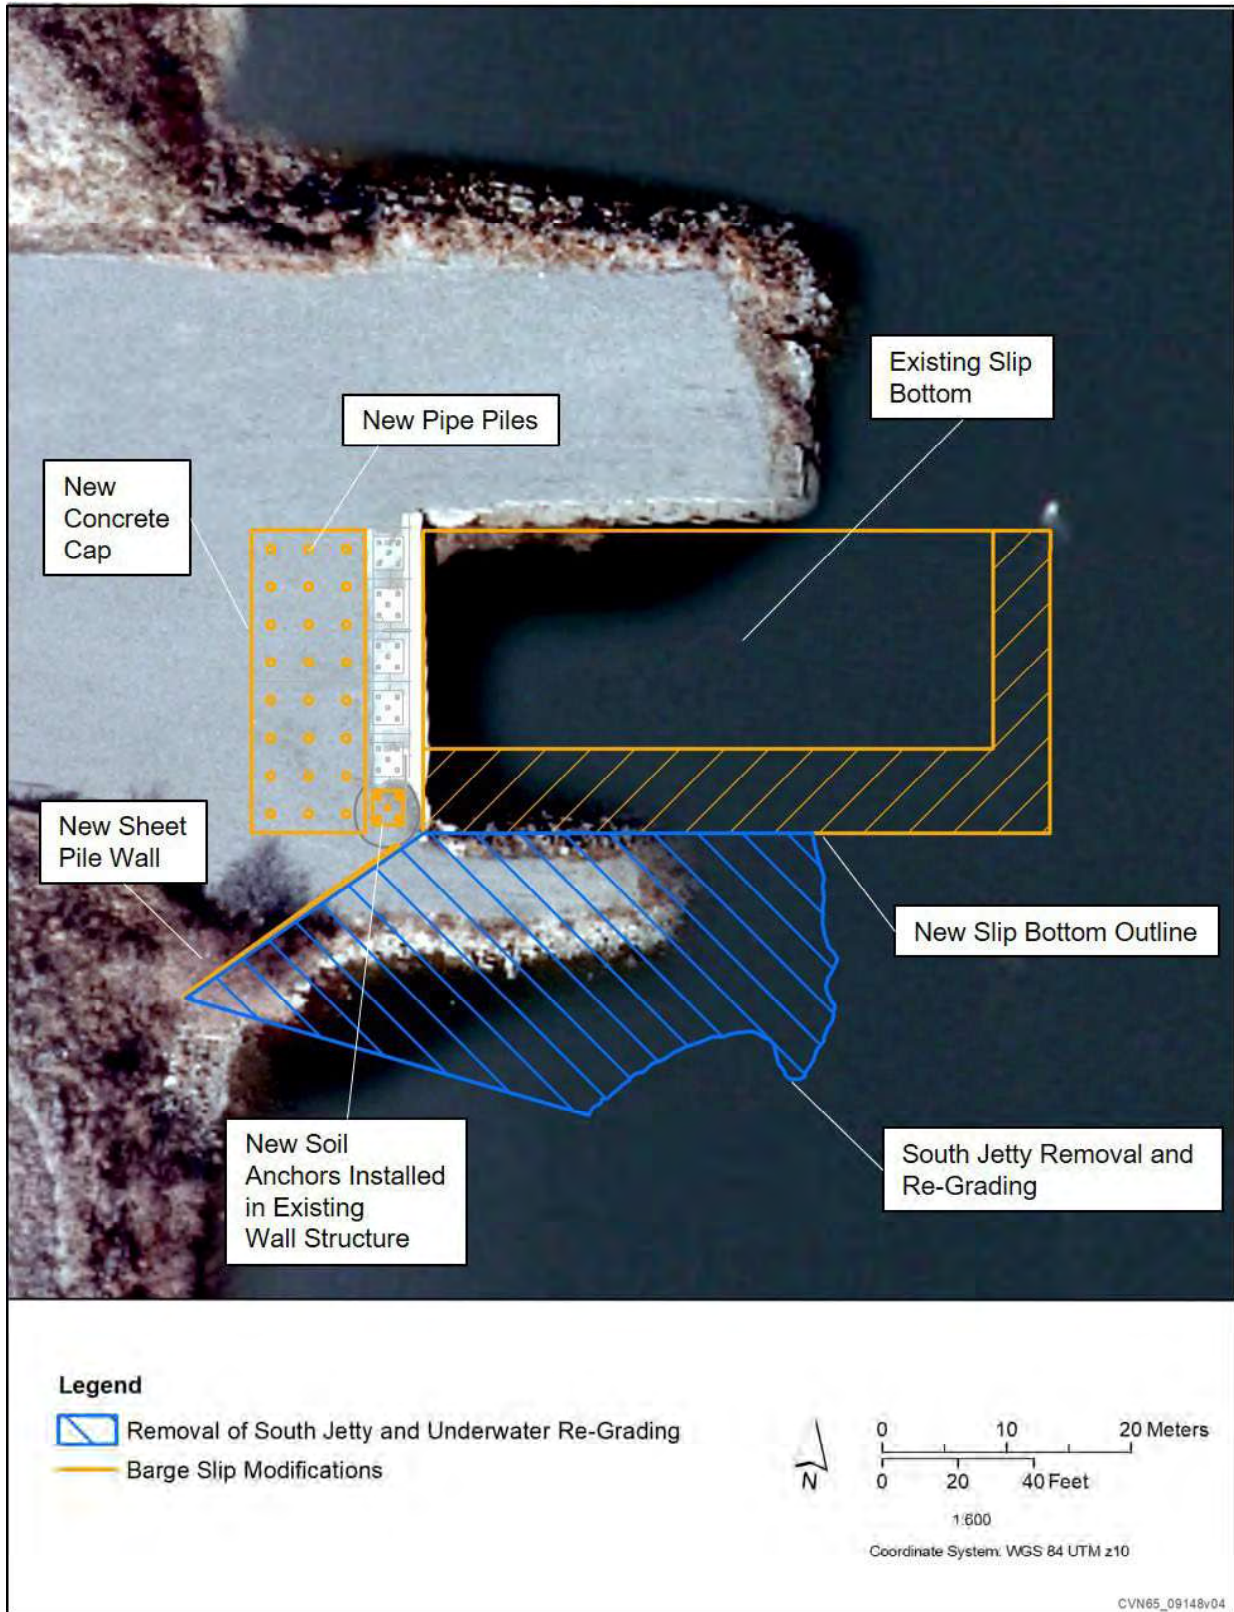 Existing Slip
Bottom
New Pipe Piles
New
Concrete
Cap
New Sheet
Pile Wall
New Slip Bottom Outline
New Soil
Anchors Installed
in Existing
Wall Structure
South Jetty Removal and
Re-Grading
Legend
Removal of South Jetty and Underwater Re-Grading
Barge Slip Modifications
N
0 10 20 Meters
0 20 40 Feet
1:600
Coordinate System: WGS 84 UTM z10
CVN65_09148v04